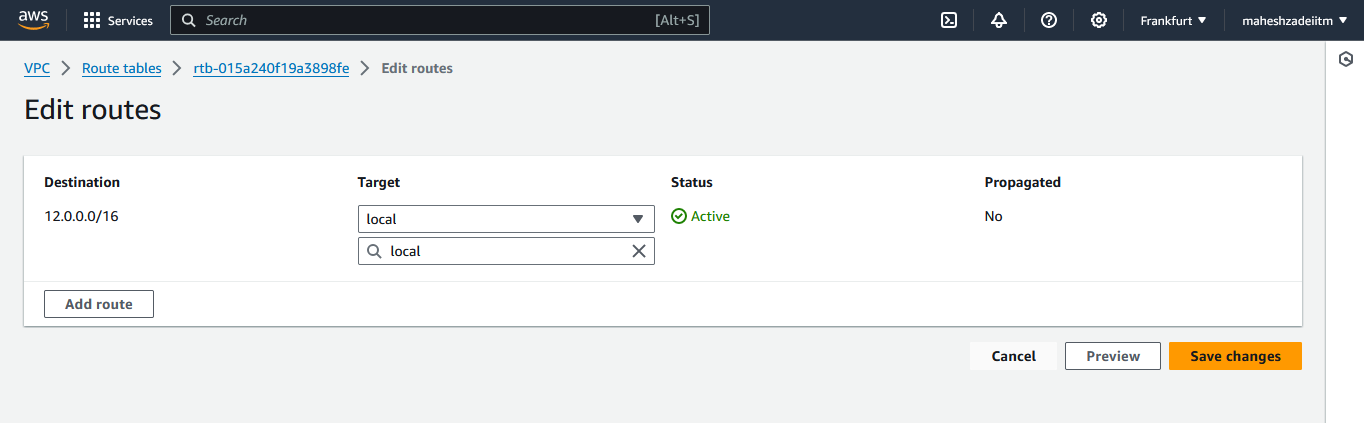 aws Services Search [Alt+S] Frankfurt maheshzadeiitm
VPC Route tables rtb-015a240f19a3898fe Edit routes
Edit routes
Destination Target Status Propagated
12.0.0.0/16 local Active No
local
Add route
Cancel Preview Save changes